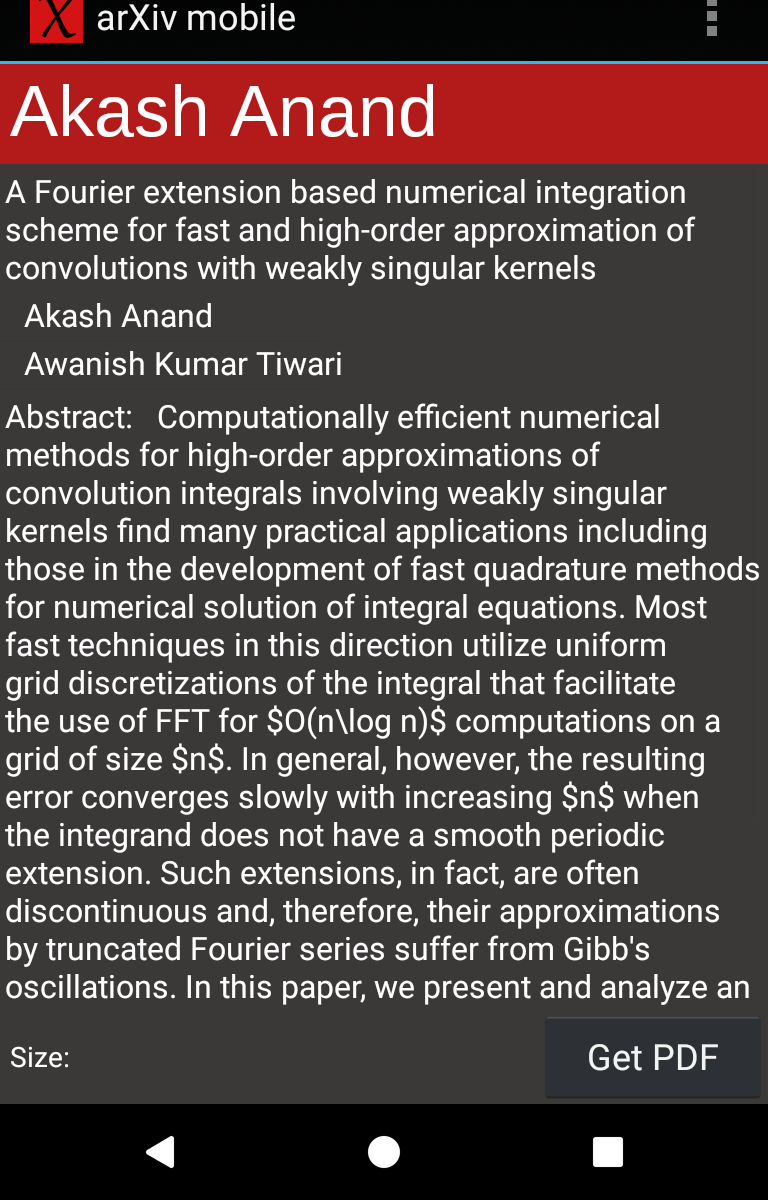 X arXiv mobile
Akash Anand
A Fourier extension based numerical integration
scheme for fast and high-order approximation of
convolutions with weakly singular kernels
Akash Anand
Awanish Kumar Tiwari
Abstract:   Computationally efficient numerical
methods for high-order approximations of
convolution integrals involving weakly singular
kernels find many practical applications including
those in the development of fast quadrature methods
for numerical solution of integral equations. Most
fast techniques in this direction utilize uniform
grid discretizations of the integral that facilitate
the use of FFT for $O(n\log n)$ computations on a
grid of size $n$. In general, however, the resulting
error converges slowly with increasing $n$ when
the integrand does not have a smooth periodic
extension. Such extensions, in fact, are often
discontinuous and, therefore, their approximations
by truncated Fourier series suffer from Gibb's
oscillations. In this paper, we present and analyze an
Size:
Get PDF